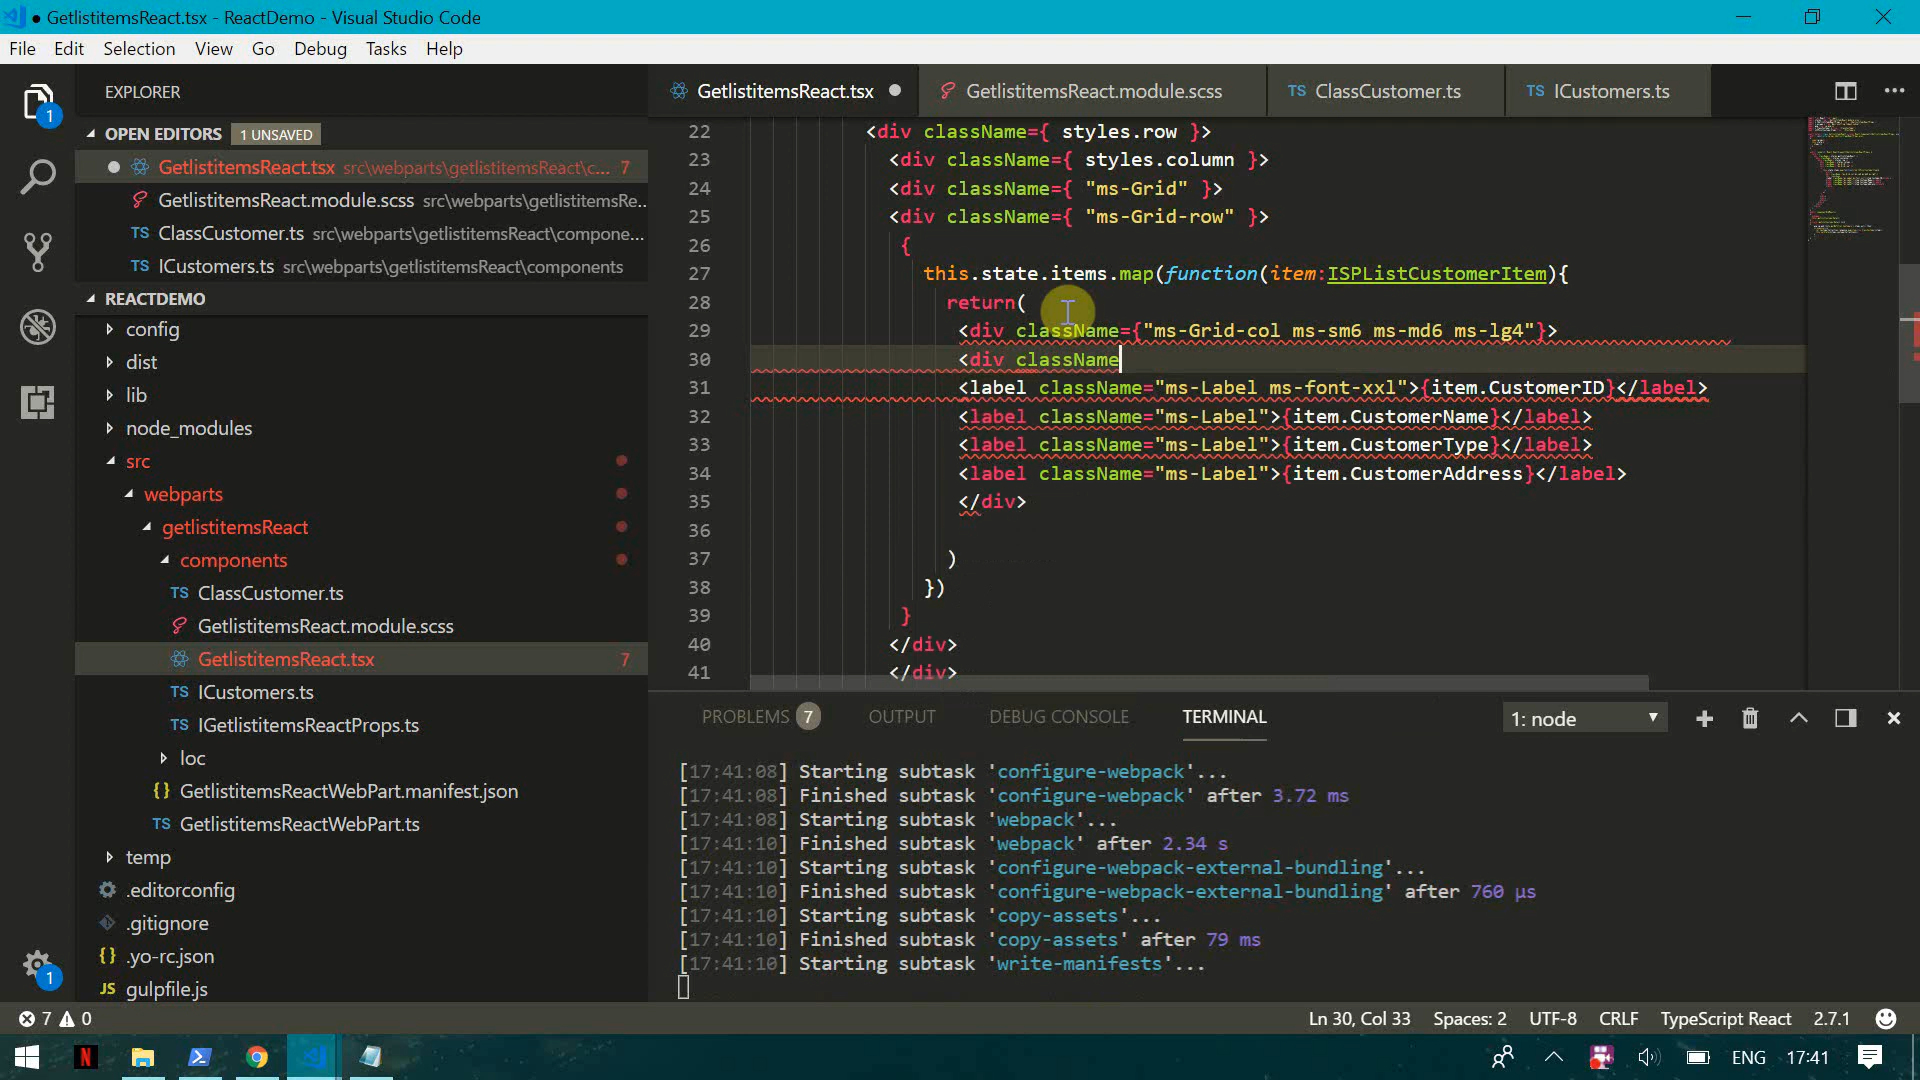 ● GetlistitemsReact.tsx - ReactDemo - Visual Studio Code
File Edit Selection View Go Debug Tasks Help
EXPLORER
OPEN EDITORS 1 UNSAVED
GetlistitemsReact.tsx src\webparts\getlistitemsReact\c... 7
GetlistitemsReact.module.scss src\webparts\getlistitemsRe...
TS ClassCustomer.ts src\webparts\getlistitemsReact\compone...
TS ICustomers.ts src\webparts\getlistitemsReact\components
REACTDEMO
config
dist
lib
node_modules
src
webparts
getlistitemsReact
components
TS ClassCustomer.ts
GetlistitemsReact.module.scss
GetlistitemsReact.tsx 7
TS ICustomers.ts
TS IGetlistitemsReactProps.ts
loc
{} GetlistitemsReactWebPart.manifest.json
TS GetlistitemsReactWebPart.ts
temp
.editorconfig
.gitignore
{} .yo-rc.json
JS gulpfile.js
1
1
GetlistitemsReact.tsx GetlistitemsReact.module.scss TS ClassCustomer.ts TS ICustomers.ts
22 <div className={ styles.row }>
23 <div className={ styles.column }>
24 <div className={ "ms-Grid" }>
25 <div className={ "ms-Grid-row" }>
26 {
27 this.state.items.map(function(item:ISPListCustomerItem){
28 return(
29 <div className={"ms-Grid-col ms-sm6 ms-md6 ms-lg4"}>
30 <div className
31 <label className="ms-Label ms-font-xxl">{item.CustomerID}</label>
32 <label className="ms-Label">{item.CustomerName}</label>
33 <label className="ms-Label">{item.CustomerType}</label>
34 <label className="ms-Label">{item.CustomerAddress}</label>
35 </div>
36
37 )
38 })
39 }
40 </div>
41 </div>
PROBLEMS 7 OUTPUT DEBUG CONSOLE TERMINAL 1: node
[17:41:08] Starting subtask 'configure-webpack'...
[17:41:08] Finished subtask 'configure-webpack' after 3.72 ms
[17:41:08] Starting subtask 'webpack'...
[17:41:10] Finished subtask 'webpack' after 2.34 s
[17:41:10] Starting subtask 'configure-webpack-external-bundling'...
[17:41:10] Finished subtask 'configure-webpack-external-bundling' after 760 μs
[17:41:10] Starting subtask 'copy-assets'...
[17:41:10] Finished subtask 'copy-assets' after 79 ms
[17:41:10] Starting subtask 'write-manifests'...
7 0 Ln 30, Col 33 Spaces: 2 UTF-8 CRLF TypeScript React 2.7.1
N ENG 17:41